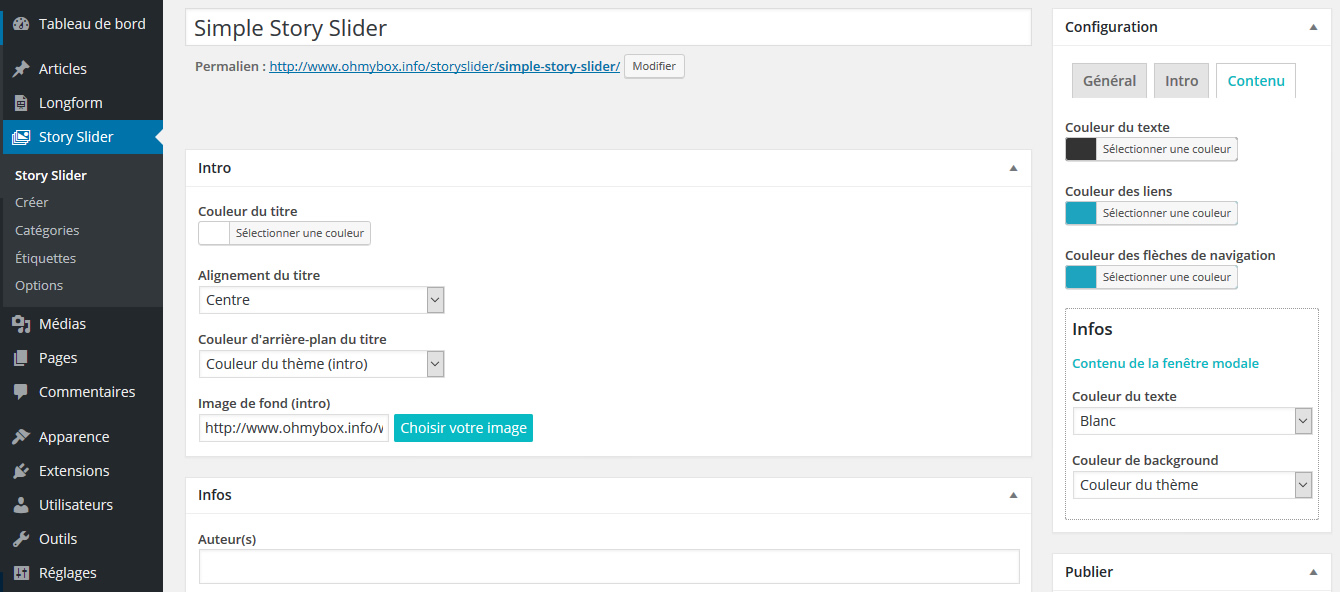 Tableau de bord
Articles
Longform
Story Slider
Story Slider
Créer
Catégories
Étiquettes
Options
Médias
Pages
Commentaires
Apparence
Extensions
Utilisateurs
Outils
Réglages
Simple Story Slider
Permalien : http://www.ohmybox.info/storyslider/simple-story-slider/ Modifier
Intro
Couleur du titre
Sélectionner une couleur
Alignement du titre
Centre
Couleur d'arrière-plan du titre
Couleur du thème (intro)
Image de fond (intro)
http://www.ohmybox.info/ Choisir votre image
Infos
Auteur(s)
Configuration
Général Intro Contenu
Couleur du texte
Sélectionner une couleur
Couleur des liens
Sélectionner une couleur
Couleur des flèches de navigation
Sélectionner une couleur
Infos
Contenu de la fenêtre modale
Couleur du texte
Blanc
Couleur de background
Couleur du thème
Publier